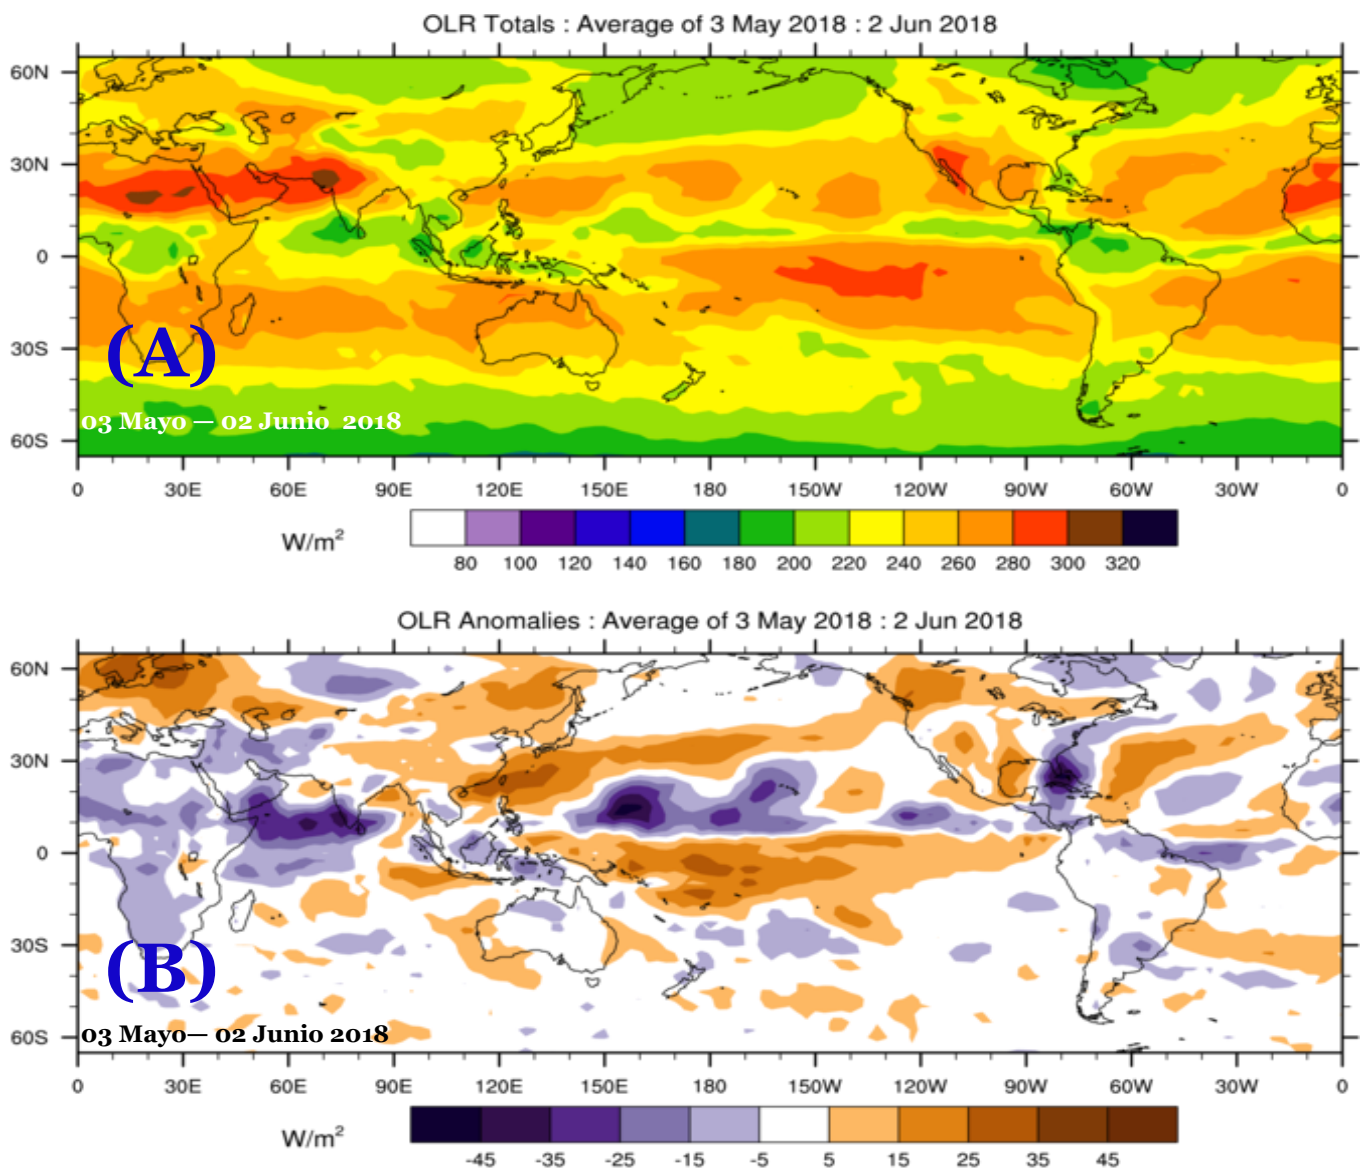 OLR Totals : Average of 3 May 2018 : 2 Jun 2018
60N
30N
0
30S
60S
(A)
03 Mayo — 02 Junio 2018
0 30E 60E 90E 120E 150E 180 150W 120W 90W 60W 30W 0
W/m²
80 100 120 140 160 180 200 220 240 260 280 300 320
OLR Anomalies : Average of 3 May 2018 : 2 Jun 2018
60N
30N
0
30S
60S
(B)
03 Mayo— 02 Junio 2018
0 30E 60E 90E 120E 150E 180 150W 120W 90W 60W 30W 0
W/m²
-45 -35 -25 -15 -5 5 15 25 35 45